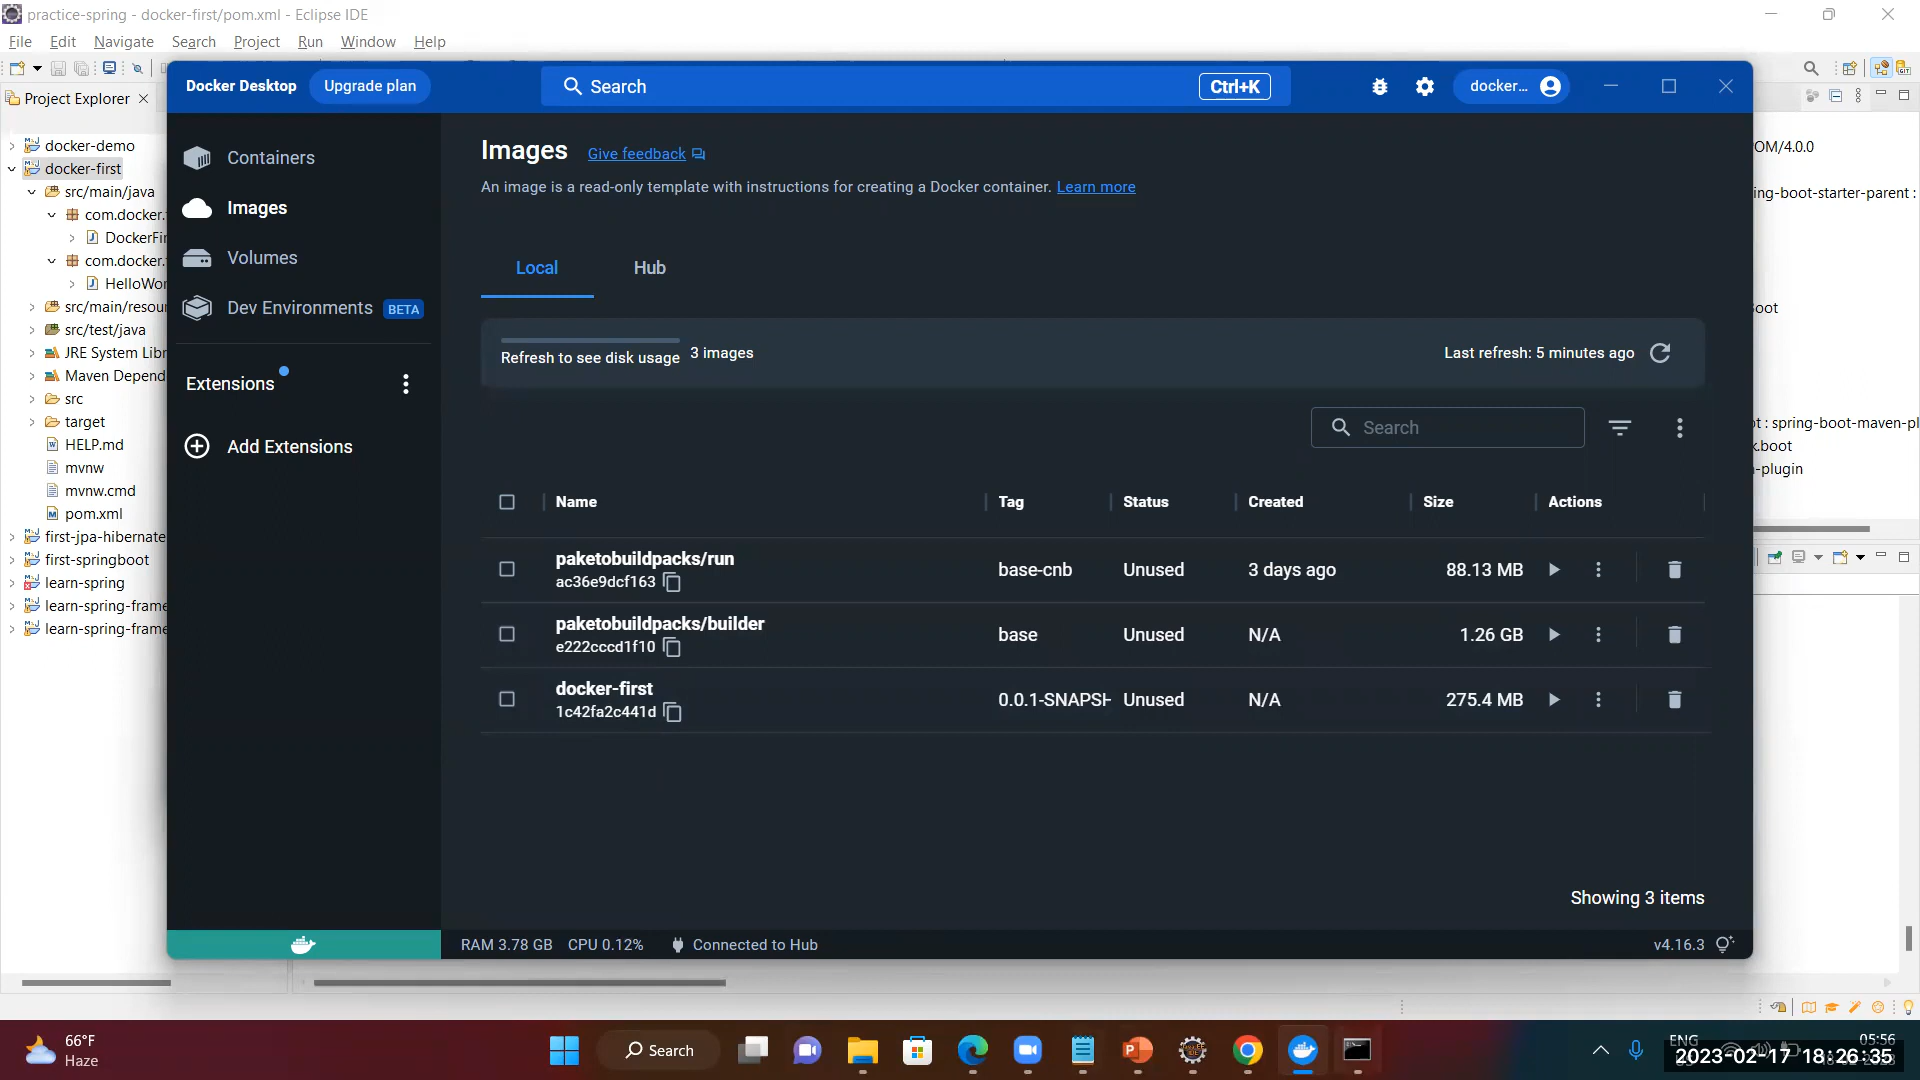 practice-spring - docker-first/pom.xml - Eclipse IDE
File Edit Navigate Search Project Run Window Help
Docker Desktop Upgrade plan Search Ctrl+K docker...
Project Explorer
docker-demo
docker-first
src/main/java
com.docker.
DockerFi
com.docker.
HelloWo
src/main/resou
src/test/java
JRE System Lib
Maven Depend
src
target
HELP.md
mvnw
mvnw.cmd
pom.xml
first-jpa-hibernate
first-springboot
learn-spring
learn-spring-frame
learn-spring-frame
Containers
Images
Volumes
Dev Environments BETA
Extensions
Add Extensions
Images Give feedback
An image is a read-only template with instructions for creating a Docker container. Learn more
Local Hub
Refresh to see disk usage 3 images Last refresh: 5 minutes ago
Search
Name Tag Status Created Size Actions
paketobuildpacks/run
ac36e9dcf163 base-cnb Unused 3 days ago 88.13 MB
paketobuildpacks/builder
e222cccd1f10 base Unused N/A 1.26 GB
docker-first
1c42fa2c441d 0.0.1-SNAPSH Unused N/A 275.4 MB
Showing 3 items
RAM 3.78 GB CPU 0.12% Connected to Hub v4.16.3
OM/4.0.0
ing-boot-starter-parent :
oot
t : spring-boot-maven-pl
k.boot
-plugin
66°F
Haze
Search
ENG
05:56
2023-02-17 18:26:35